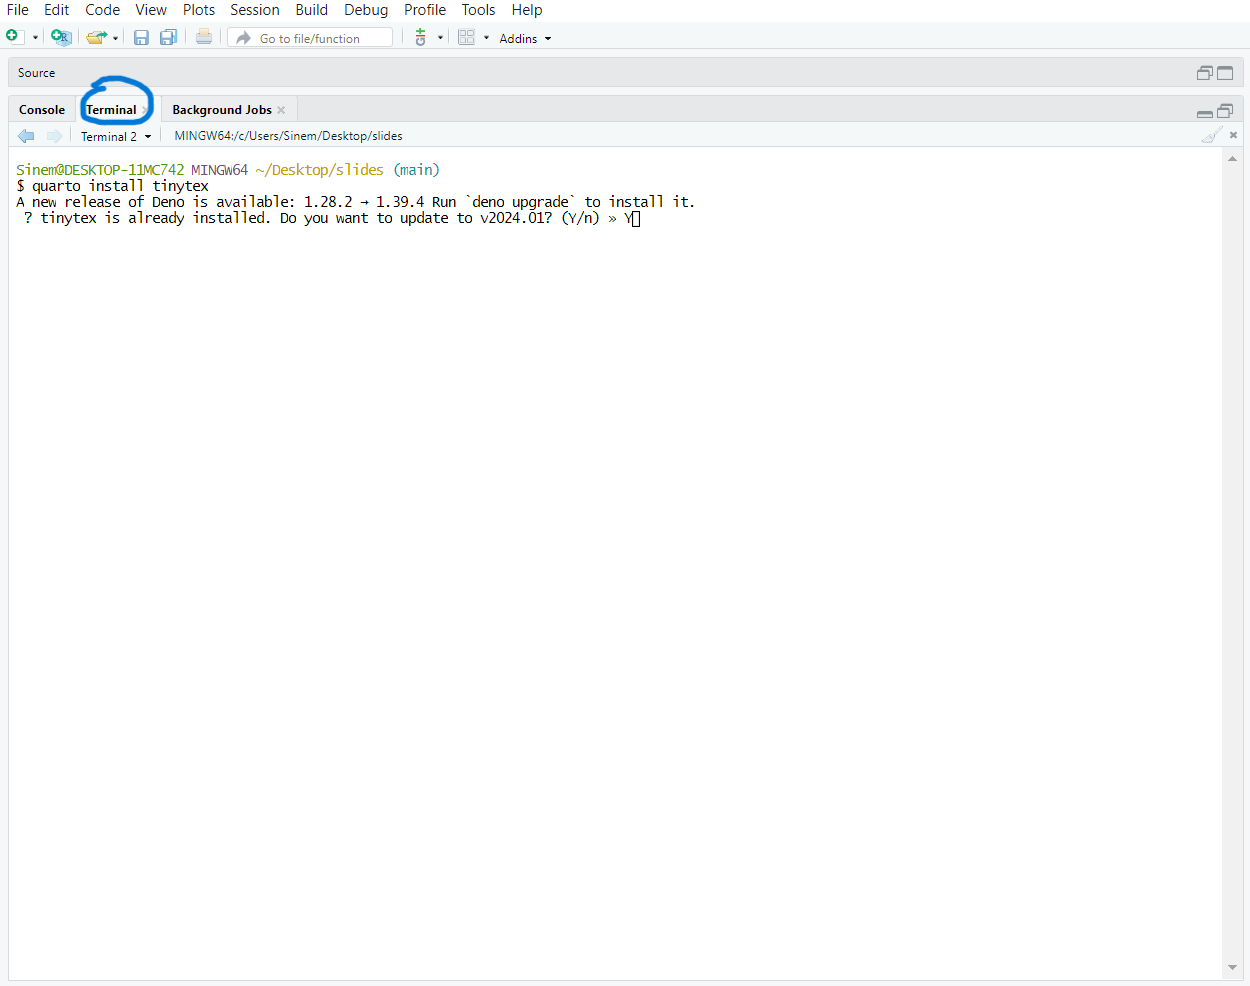 File Edit Code View Plots Session Build Debug Profile Tools Help
Go to file/function Addins
Source
Console Terminal Background Jobs
Terminal 2 MINGW64:/c/Users/Sinem/Desktop/slides
Sinem@DESKTOP-11MC742 MINGW64 ~/Desktop/slides (main)
$ quarto install tinytex
A new release of Deno is available: 1.28.2 → 1.39.4 Run `deno upgrade` to install it.
? tinytex is already installed. Do you want to update to v2024.01? (Y/n) » Y